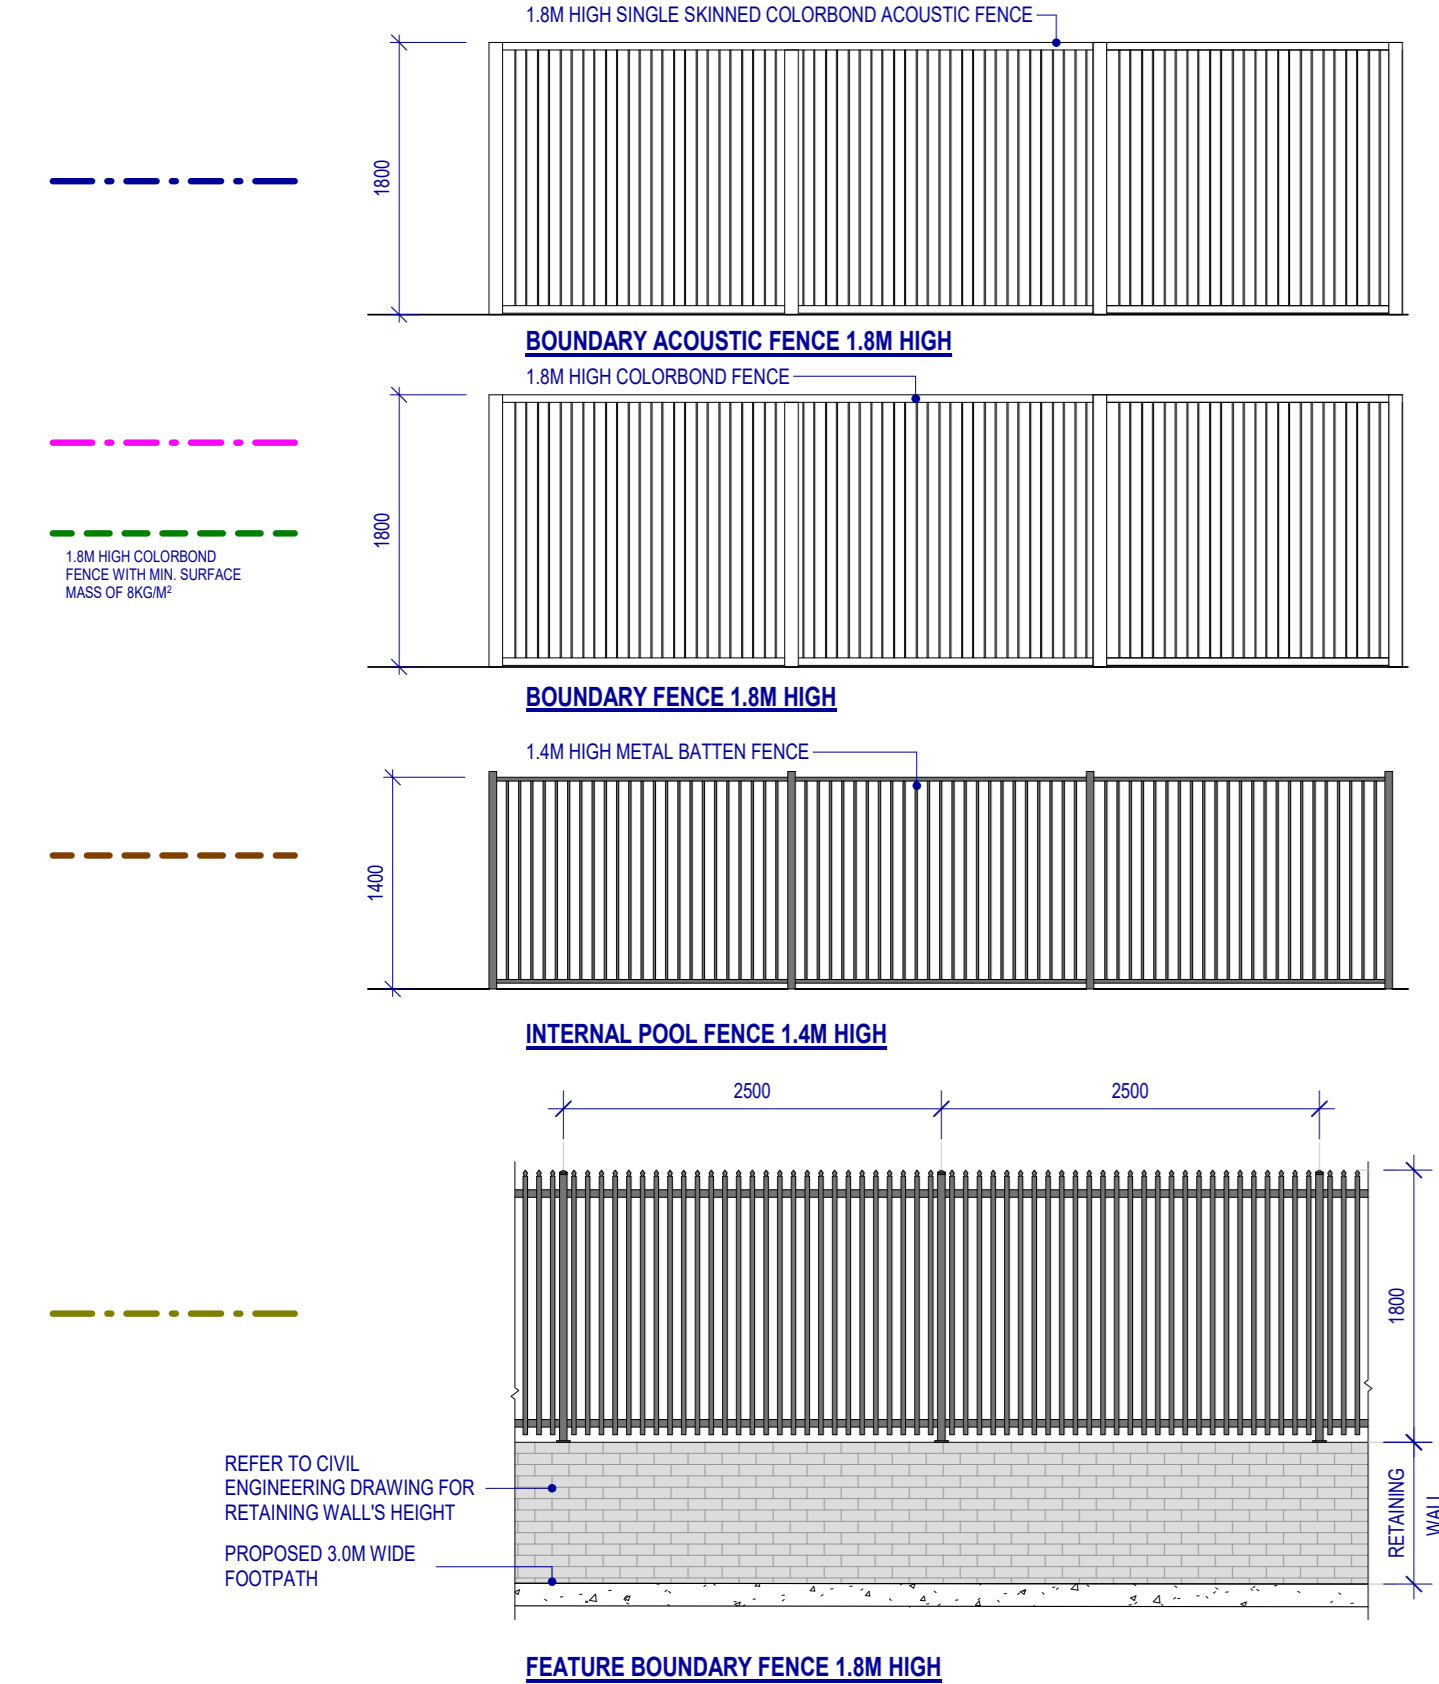 1.8M HIGH SINGLE SKINNED COLORBOND ACOUSTIC FENCE
1800
BOUNDARY ACOUSTIC FENCE 1.8M HIGH
1.8M HIGH COLORBOND FENCE
1800
1.8M HIGH COLORBOND
FENCE WITH MIN. SURFACE
MASS OF 8KG/M²
BOUNDARY FENCE 1.8M HIGH
1.4M HIGH METAL BATTEN FENCE
1400
INTERNAL POOL FENCE 1.4M HIGH
2500
2500
1800
REFER TO CIVIL
ENGINEERING DRAWING FOR
RETAINING WALL'S HEIGHT
RETAINING
WALL
PROPOSED 3.0M WIDE
FOOTPATH
FEATURE BOUNDARY FENCE 1.8M HIGH